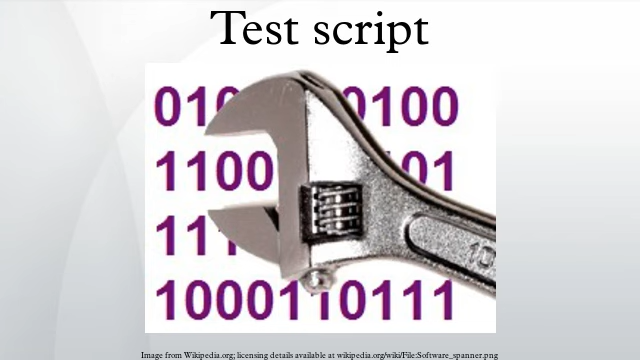 Test script
010 0100
1100 01
111
1000110111
10
Image from Wikipedia.org; licensing details available at wikipedia.org/wiki/File:Software_spanner.png